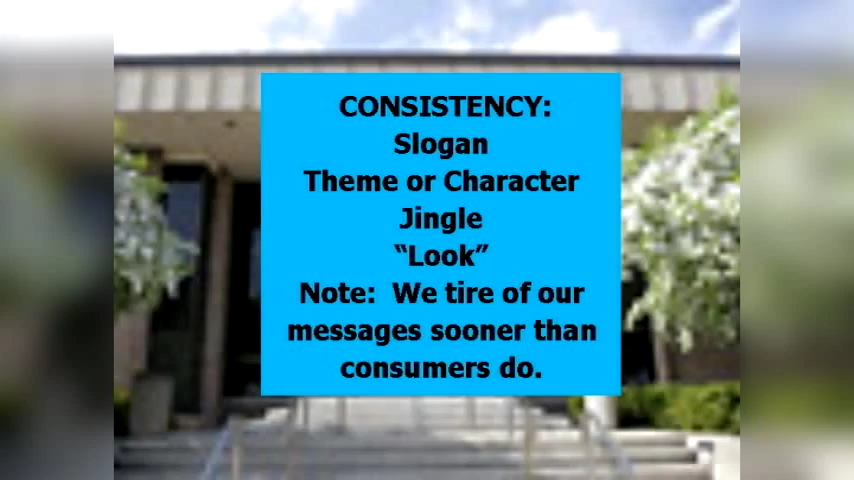 CONSISTENCY:
Slogan
Theme or Character
Jingle
“Look”
Note:  We tire of our
messages sooner than
consumers do.